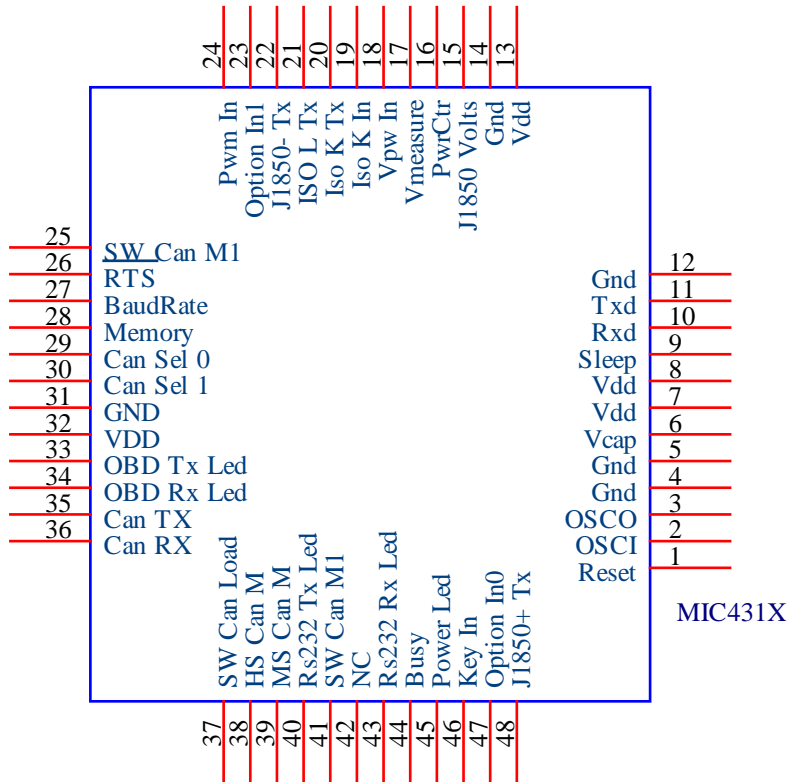 24
23
22
21
20
19
18
17
16
15
14
13
Pwm In
Option In1
J1850- Tx
ISO L Tx
Iso K Tx
Iso K In
Vpw In
Vmeasure
PwrCtr
J1850 Volts
Gnd
Vdd
25
SW Can M1
26
RTS
27
BaudRate
28
Memory
29
Can Sel 0
30
Can Sel 1
31
GND
32
VDD
33
OBD Tx Led
34
OBD Rx Led
35
Can TX
36
Can RX
12
Gnd
11
Txd
10
Rxd
9
Sleep
8
Vdd
7
Vdd
6
Vcap
5
Gnd
4
Gnd
3
OSCO
2
OSCI
1
Reset
MIC431X
SW Can Load
HS Can M
MS Can M
Rs232 Tx Led
SW Can M1
NC
Rs232 Rx Led
Busy
Power Led
Key In
Option In0
J1850+ Tx
37
38
39
40
41
42
43
44
45
46
47
48